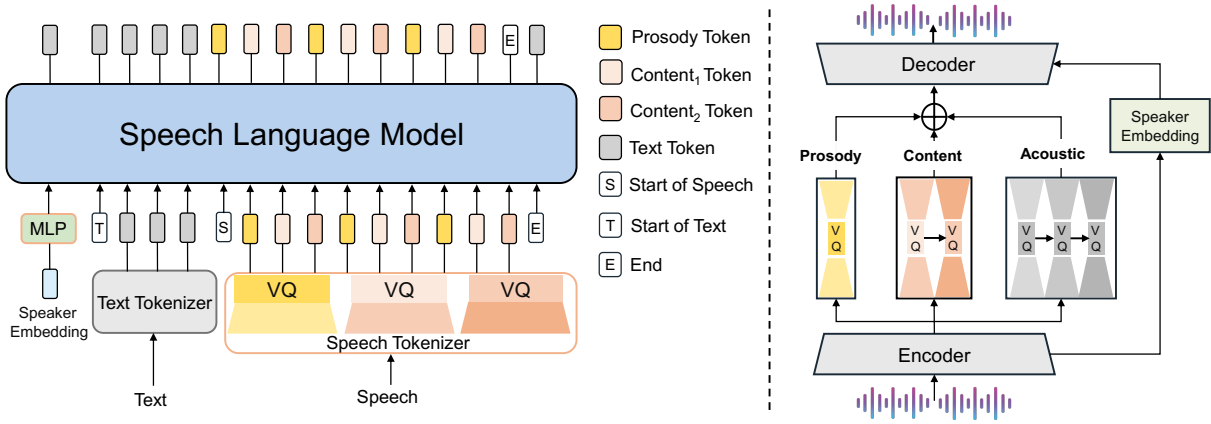 E
Speech Language Model
MLP
T
S
E
Speaker
Embedding
Text Tokenizer
VQ
VQ
VQ
Speech Tokenizer
Text
Speech
Prosody Token
Content₁ Token
Content₂ Token
Text Token
S Start of Speech
T Start of Text
E End
Decoder
Speaker
Embedding
Prosody
Content
Acoustic
V
Q
V
Q
V
Q
V
Q
V
Q
V
Q
Encoder